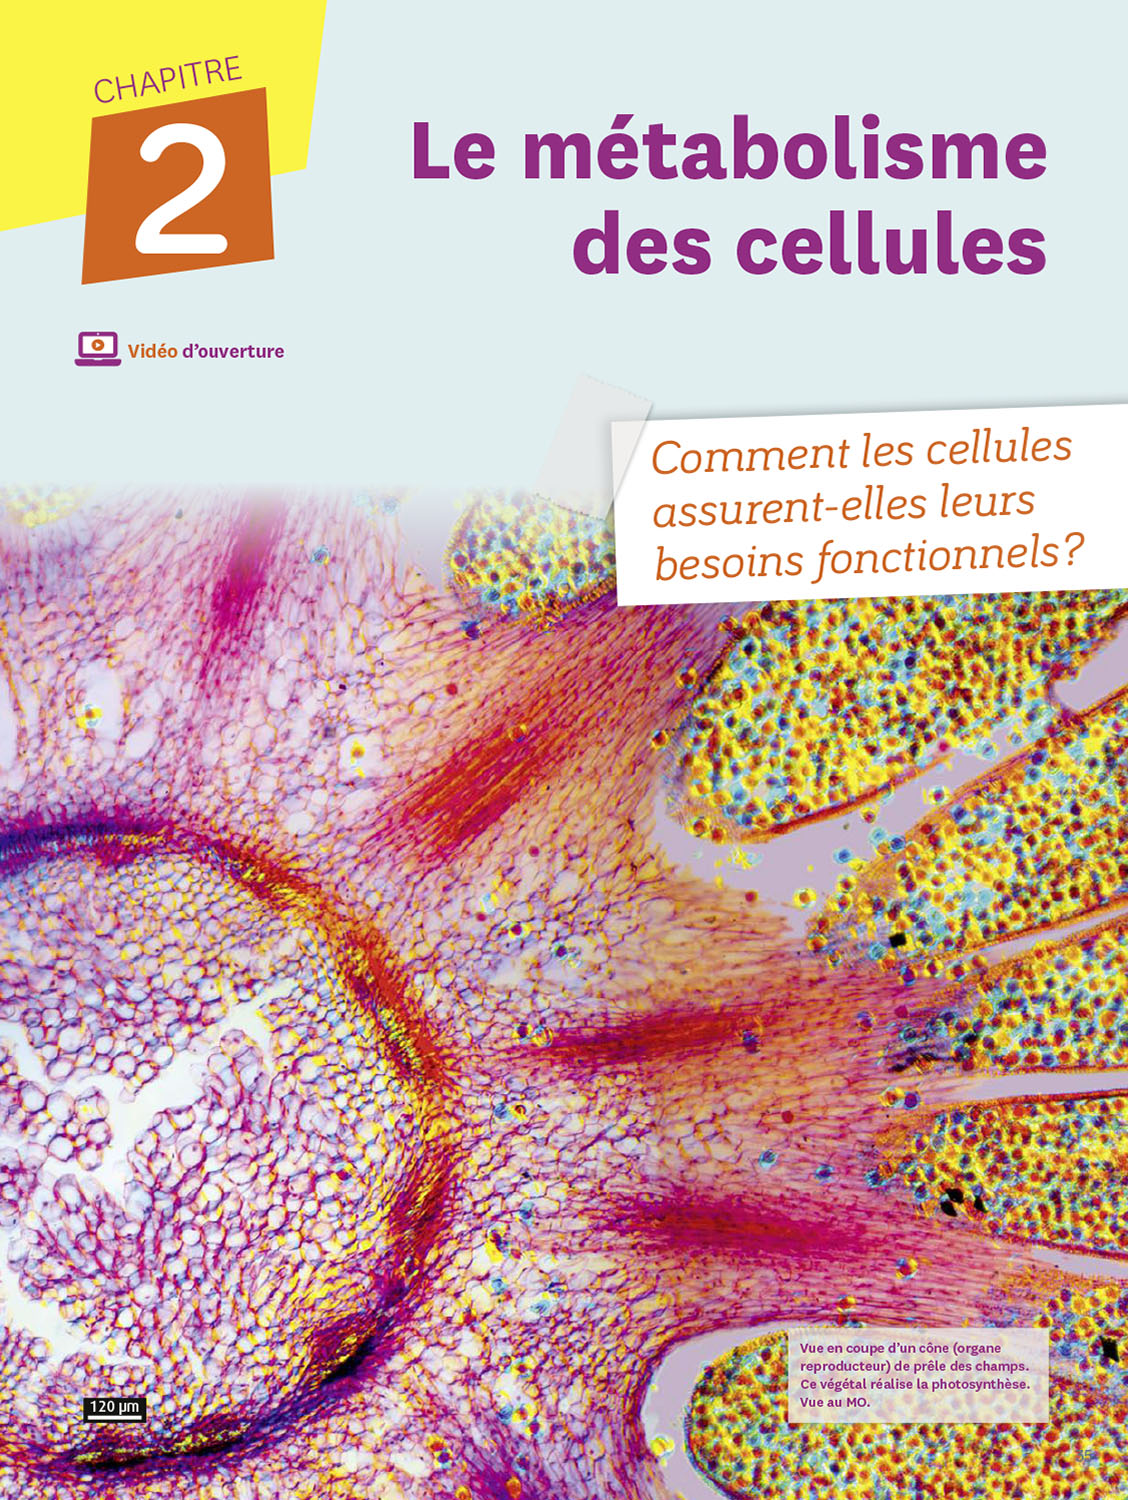 CHAPITRE
2
Le métabolisme
des cellules
Vidéo d'ouverture
Comment les cellules
assurent-elles leurs
besoins fonctionnels ?
Vue en coupe d'un cône (organe
reproducteur) de prêle des champs.
Ce végétal réalise la photosynthèse.
Vue au MO.
120 µm
35